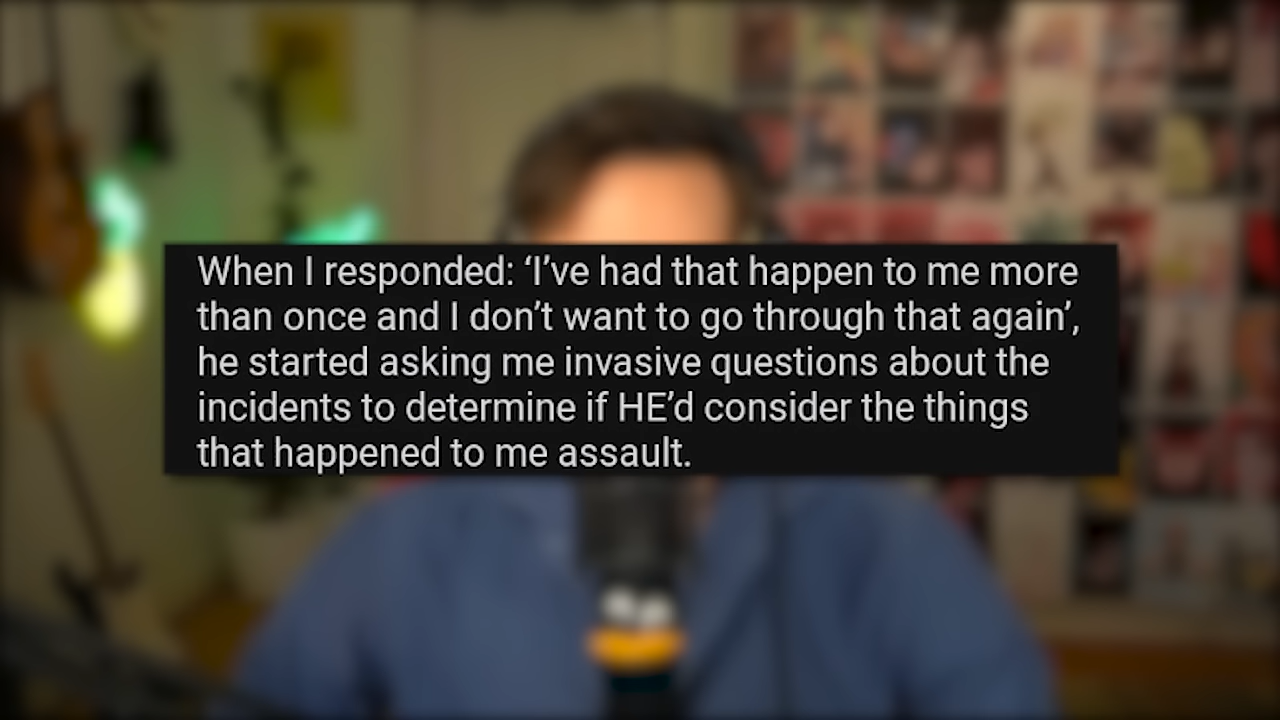 When I responded: ‘I’ve had that happen to me more
than once and I don’t want to go through that again’,
he started asking me invasive questions about the
incidents to determine if HE’d consider the things
that happened to me assault.